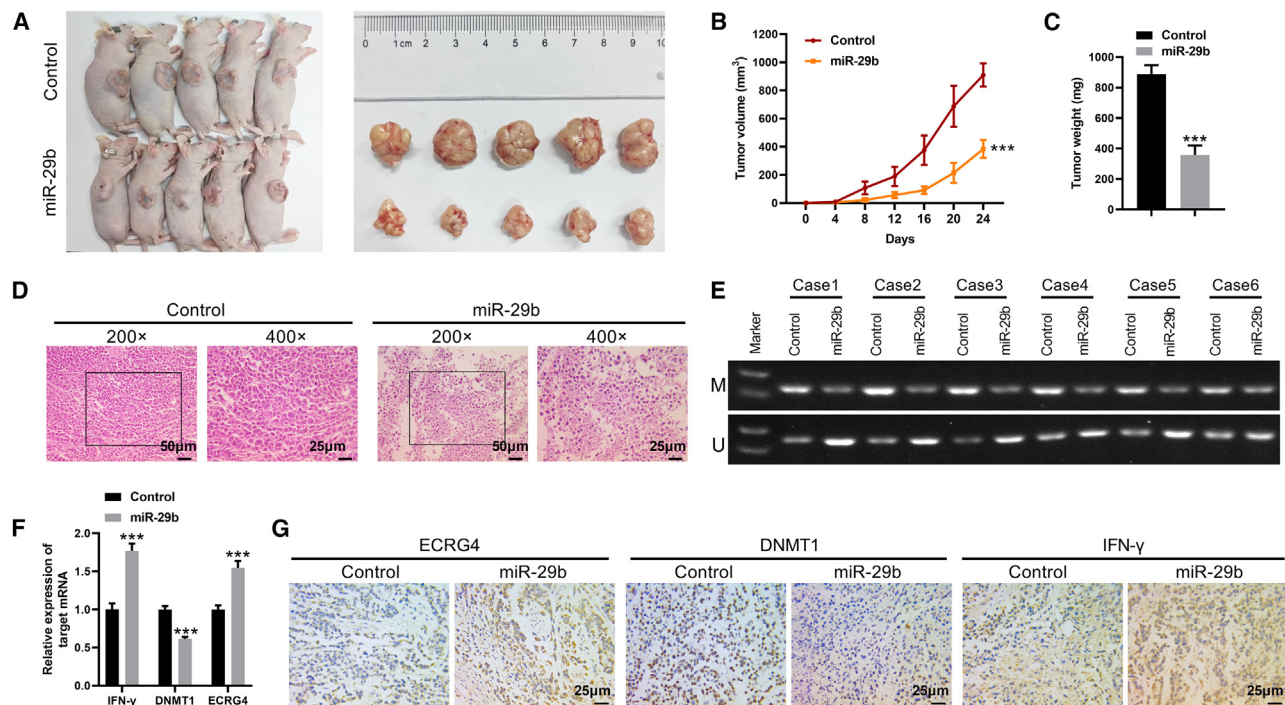 A
Control
miR-29b
0 1cm 2 3 4 5 6 7 8 9 10
B
Tumor volume (mm³)
1200
1000
800
600
400
200
0
0 4 8 12 16 20 24
Days
Control
miR-29b
***
C
Control
miR-29b
Tumor weight (mg)
1000
800
600
400
200
0
***
D
Control miR-29b
200× 400× 200× 400×
50μm 25μm 50μm 25μm
E
Case1 Case2 Case3 Case4 Case5 Case6
Marker Control miR-29b Control miR-29b Control miR-29b Control miR-29b Control miR-29b Control miR-29b
M
U
F
Control
miR-29b
Relative expression of
target mRNA
2.0
1.5
1.0
0.5
0.0
*** *** ***
IFN-γ DNMT1 ECRG4
G
ECRG4 DNMT1 IFN-γ
Control miR-29b Control miR-29b Control miR-29b
25μm 25μm 25μm